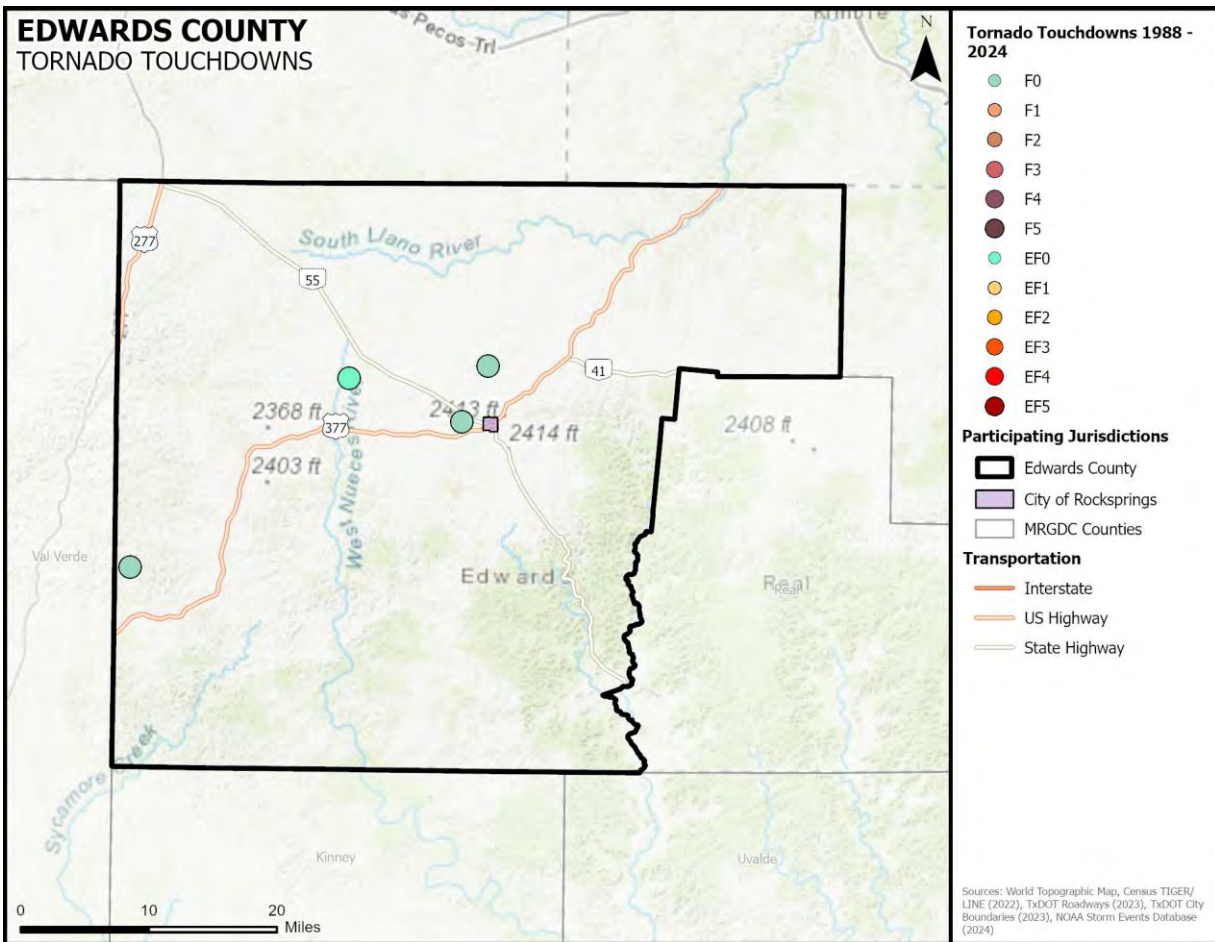 EDWARDS COUNTY
TORNADO TOUCHDOWNS
Pecos-Trl
Kimble
N
277
South Llano River
55
41
2368 ft
377
2413 ft
2414 ft
2403 ft
2408 ft
West Nueces River
Val Verde
Edward
Real
Real
Sycamore Creek
Kinney
Uvalde
0 10 20
Miles
Tornado Touchdowns 1988 -
2024
F0
F1
F2
F3
F4
F5
EF0
EF1
EF2
EF3
EF4
EF5
Participating Jurisdictions
Edwards County
City of Rocksprings
MRGDC Counties
Transportation
Interstate
US Highway
State Highway
Sources: World Topographic Map, Census TIGER/
LINE (2022), TxDOT Roadways (2023), TxDOT City
Boundaries (2023), NOAA Storm Events Database
(2024)